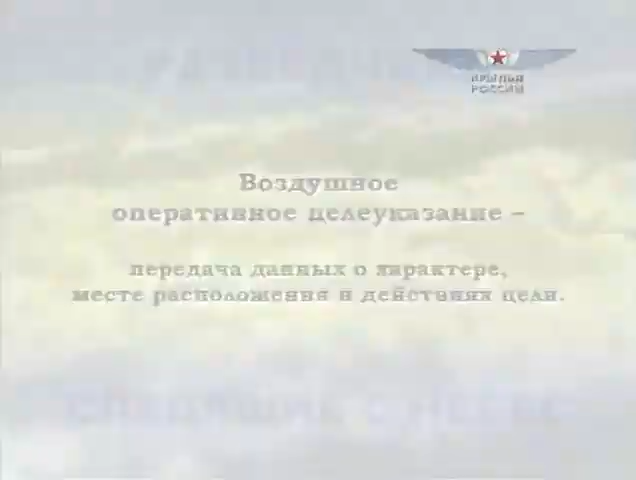 КРЫЛЬЯ
РОССИИ
Воздушное
оперативное целеуказание –
передача данных о характере,
месте расположения и действиях цели.